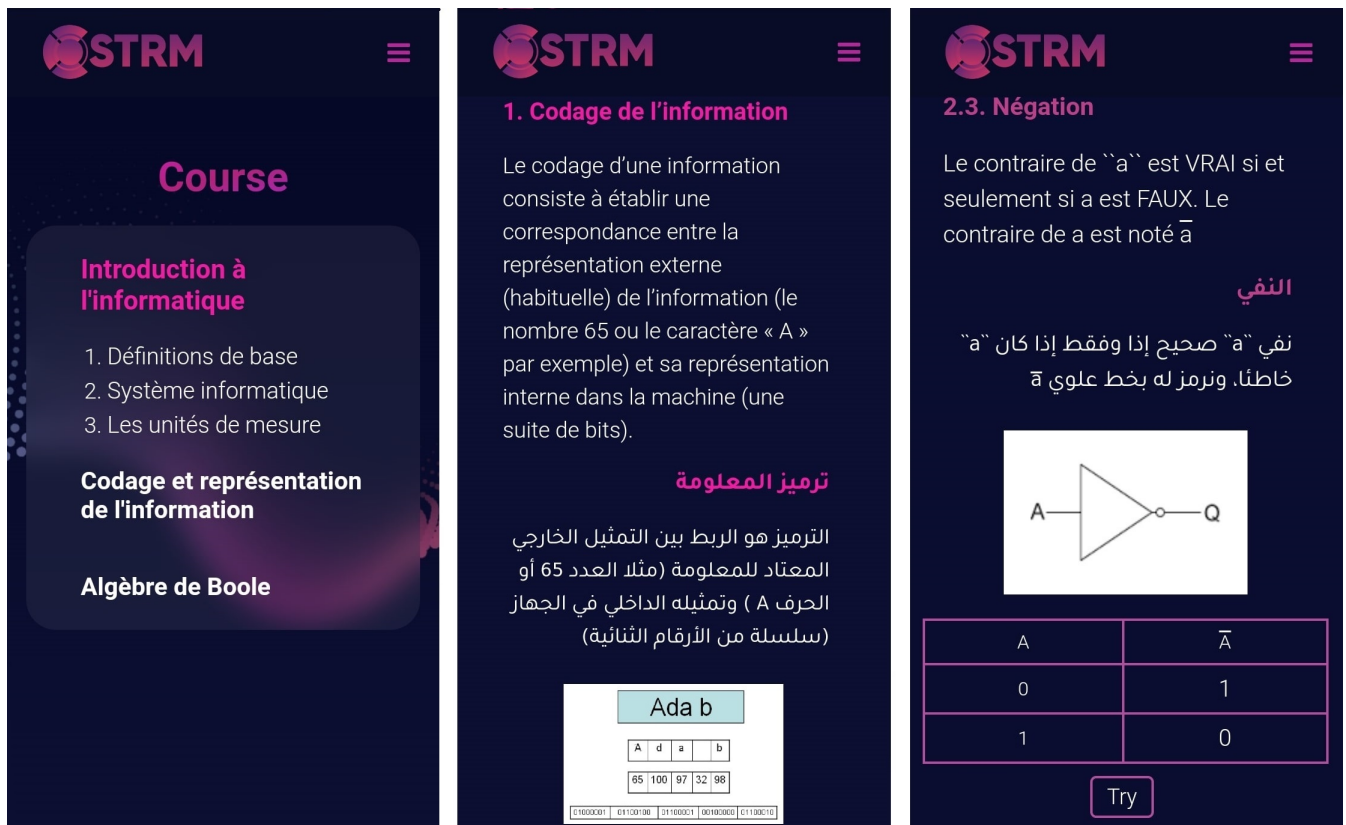 STRM
Course
Introduction à
l'informatique
1. Définitions de base
2. Système informatique
3. Les unités de mesure
Codage et représentation
de l'information
Algèbre de Boole
STRM
1. Codage de l’information
Le codage d’une information
consiste à établir une
correspondance entre la
représentation externe
(habituelle) de l’information (le
nombre 65 ou le caractère « A »
par exemple) et sa représentation
interne dans la machine (une
suite de bits).
ترميز المعلومة
الترميز هو الربط بين التمثيل الخارجي
المعتاد للمعلومة (مثلا العدد 65 أو
الحرف A ) وتمثيله الداخلي في الجهاز
(سلسلة من الأرقام الثنائية)
Ada b
A d a b
65 100 97 32 98
01000001 01100100 01100001 00100000 01100010
STRM
2.3. Négation
Le contraire de ``a`` est VRAI si et
seulement si a est FAUX. Le
contraire de a est noté a̅
النفي
نفي ``a`` صحيح إذا وفقط إذا كان ``a``
خاطئا، ونرمز له بخط علوي a̅
A Q
A A̅
0 1
1 0
Try